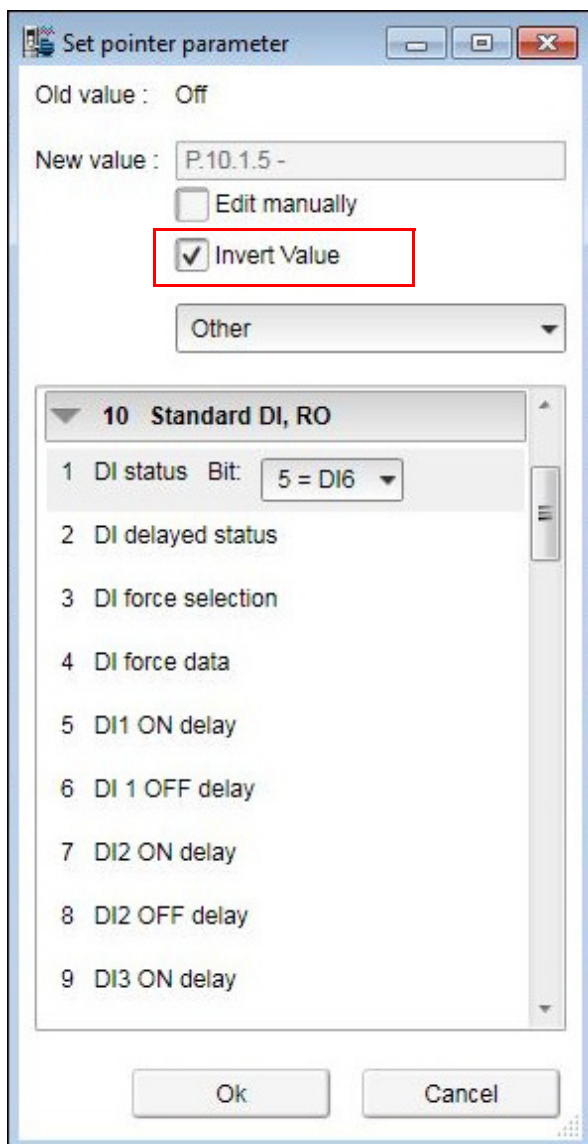 Set pointer parameter
Old value : Off
New value : P.10.1.5 -
Edit manually
Invert Value
Other
10 Standard DI, RO
1 DI status Bit: 5 = DI6
2 DI delayed status
3 DI force selection
4 DI force data
5 DI1 ON delay
6 DI 1 OFF delay
7 DI2 ON delay
8 DI2 OFF delay
9 DI3 ON delay
Ok Cancel